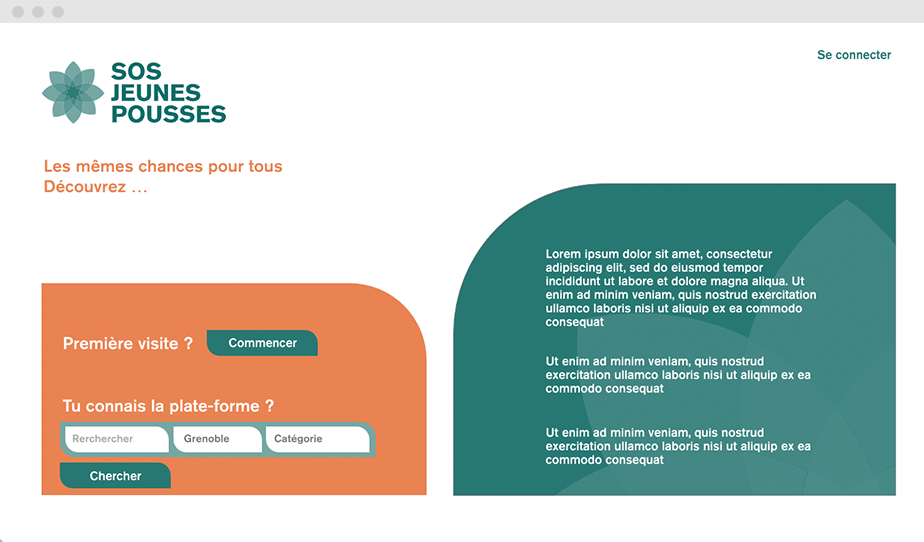 Se connecter
SOS
JEUNES
POUSSES
Les mêmes chances pour tous
Découvrez ...
Première visite ?
Commencer
Tu connais la plate-forme ?
Rerchercher
Grenoble
Catégorie
Chercher
Lorem ipsum dolor sit amet, consectetur
adipiscing elit, sed do eiusmod tempor
incididunt ut labore et dolore magna aliqua. Ut
enim ad minim veniam, quis nostrud exercitation
ullamco laboris nisi ut aliquip ex ea commodo
consequat
Ut enim ad minim veniam, quis nostrud
exercitation ullamco laboris nisi ut aliquip ex ea
commodo consequat
Ut enim ad minim veniam, quis nostrud
exercitation ullamco laboris nisi ut aliquip ex ea
commodo consequat